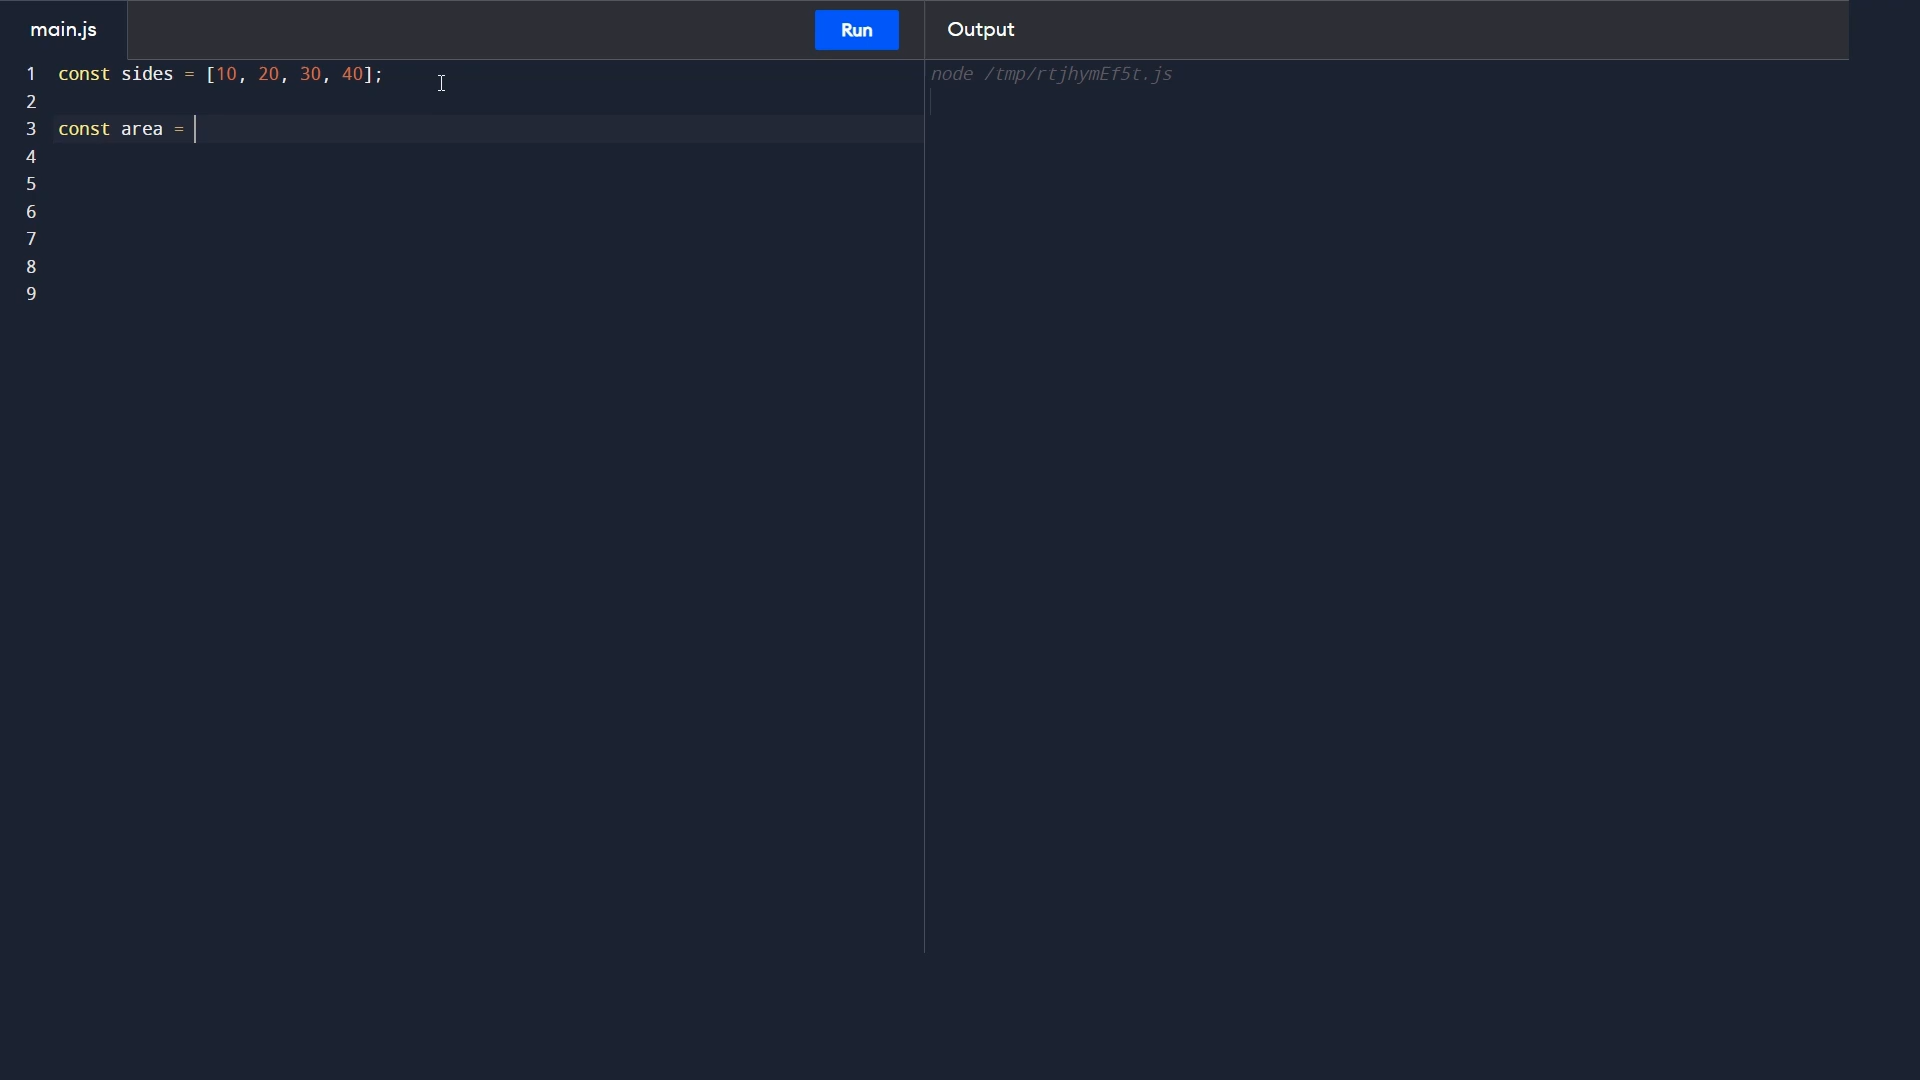 main.js
Run
Output
1 const sides = [10, 20, 30, 40];
2
3 const area =
4
5
6
7
8
9
node /tmp/rtjhymEf5t.js